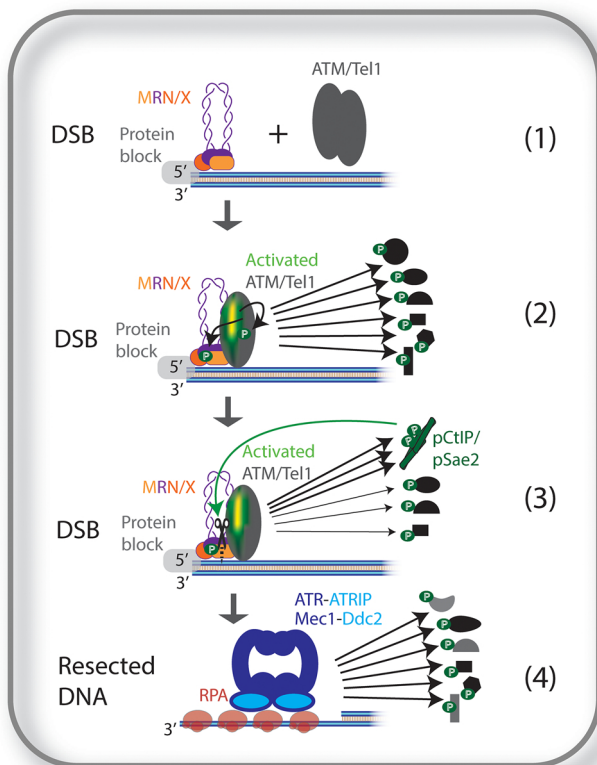 ATM/Tel1
MRN/X
DSB
Protein
block
+
(1)
5’
3’
Activated
ATM/Tel1
MRN/X
P
P
P
P
P
P
P
P
(2)
DSB
Protein
block
5’
3’
Activated
ATM/Tel1
P
P
P
pCtIP/
pSae2
MRN/X
P
P
P
(3)
DSB
Protein
block
P
5’
3’
ATR-ATRIP
Mec1-Ddc2
P
P
P
P
P
P
(4)
Resected
DNA
RPA
3’